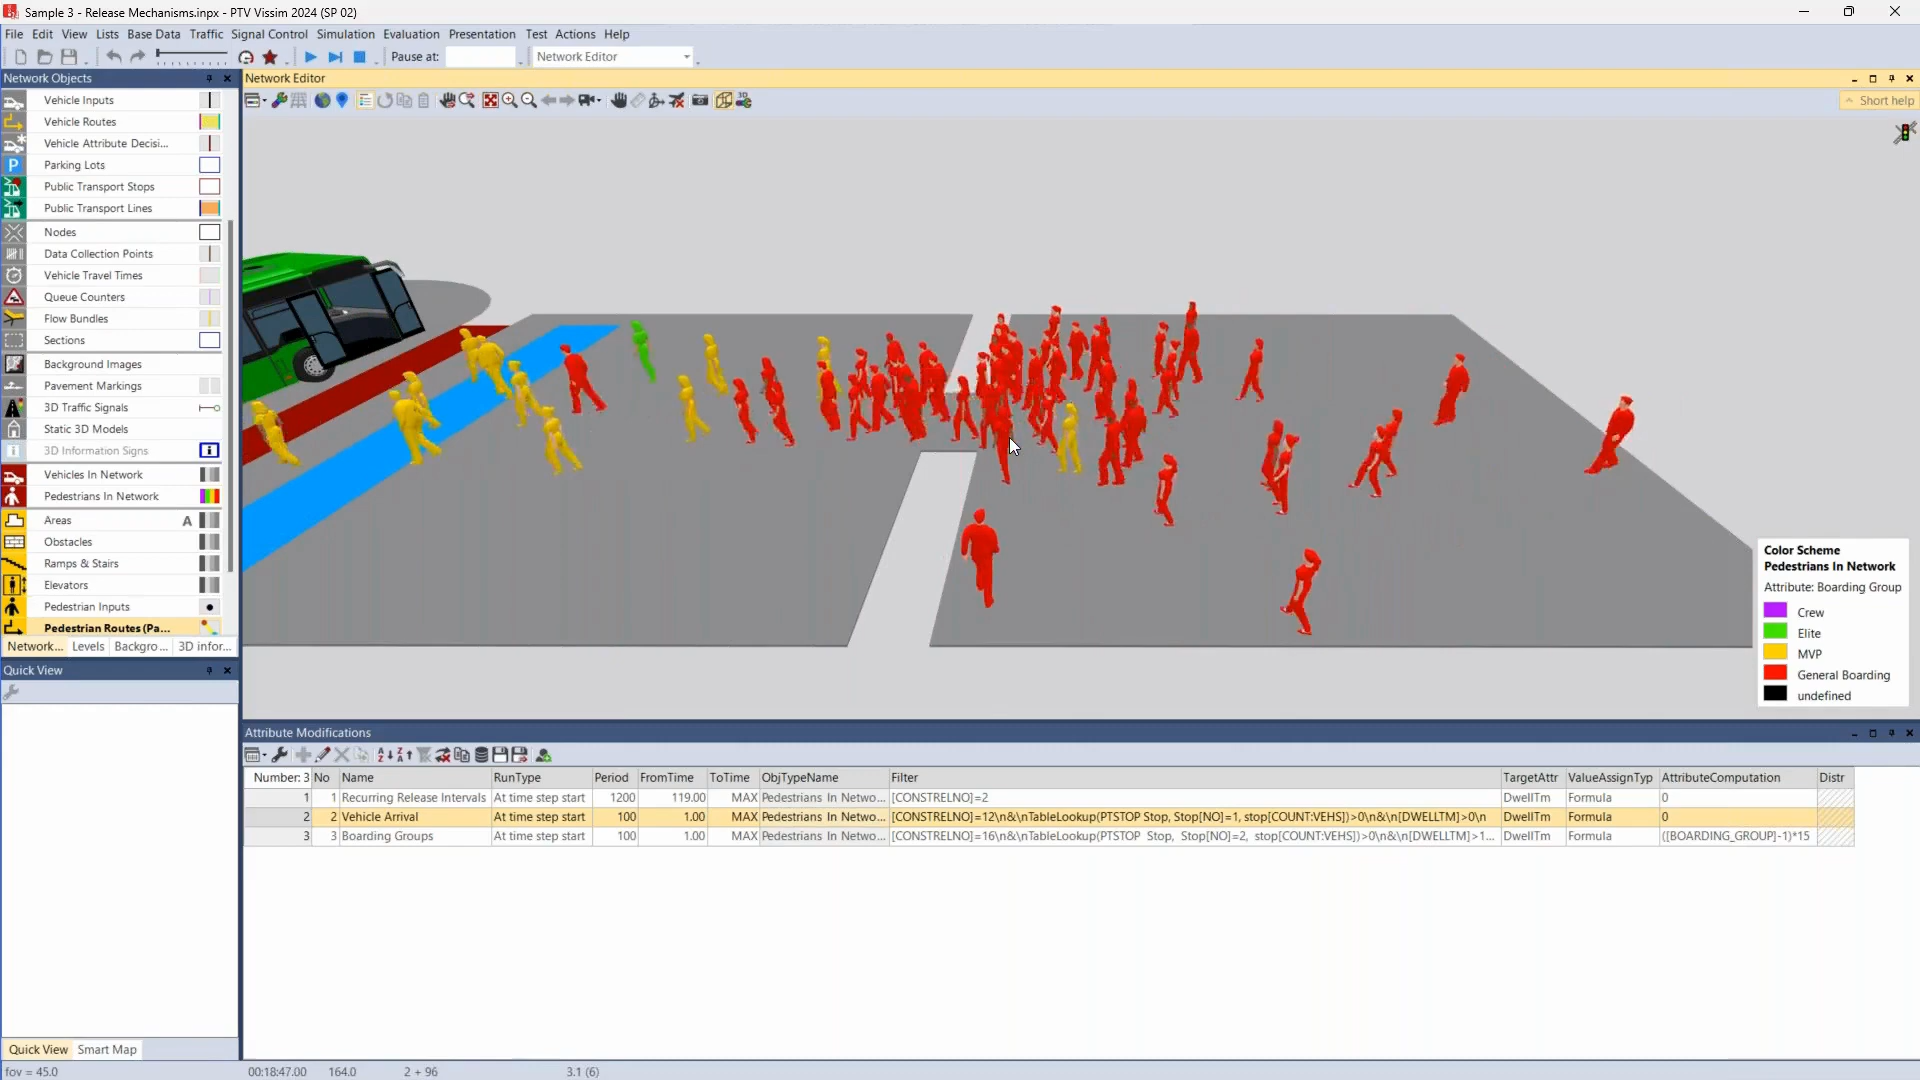 Sample 3 - Release Mechanisms.inpx - PTV Vissim 2024 (SP 02)
File Edit View Lists Base Data Traffic Signal Control Simulation Evaluation Presentation Test Actions Help
Pause at: Network Editor
Network Objects
Network Editor
Short help
Vehicle Inputs
Vehicle Routes
Vehicle Attribute Decisi...
Parking Lots
Public Transport Stops
Public Transport Lines
Nodes
Data Collection Points
Vehicle Travel Times
Queue Counters
Flow Bundles
Sections
Background Images
Pavement Markings
3D Traffic Signals
Static 3D Models
3D Information Signs
Vehicles In Network
Pedestrians In Network
Areas A
Obstacles
Ramps & Stairs
Elevators
Pedestrian Inputs
Pedestrian Routes (Pa...
Network... Levels Backgro... 3D infor...
Color Scheme
Pedestrians In Network
Attribute: Boarding Group
Crew
Elite
MVP
General Boarding
undefined
Quick View
Attribute Modifications
Number: 3 No Name RunType Period FromTime ToTime ObjTypeName Filter TargetAttr ValueAssignTyp AttributeComputation Distr
1 1 Recurring Release Intervals At time step start 1200 119.00 MAX Pedestrians In Netwo... [CONSTRELNO]=2 DwellTm Formula 0
2 2 Vehicle Arrival At time step start 100 1.00 MAX Pedestrians In Netwo... [CONSTRELNO]=12\n&\nTableLookup(PTSTOP Stop, Stop[NO]=1, stop[COUNT:VEHS])>0\n&\n[DWELLTM]>0\n DwellTm Formula 0
3 3 Boarding Groups At time step start 100 1.00 MAX Pedestrians In Netwo... [CONSTRELNO]=16\n&\nTableLookup(PTSTOP Stop, Stop[NO]=2, stop[COUNT:VEHS])>0\n&\n[DWELLTM]>1... DwellTm Formula ([BOARDING_GROUP]-1)*15
Quick View Smart Map
fov = 45.0 00:18:47.00 164.0 2 + 96 3.1 (6)